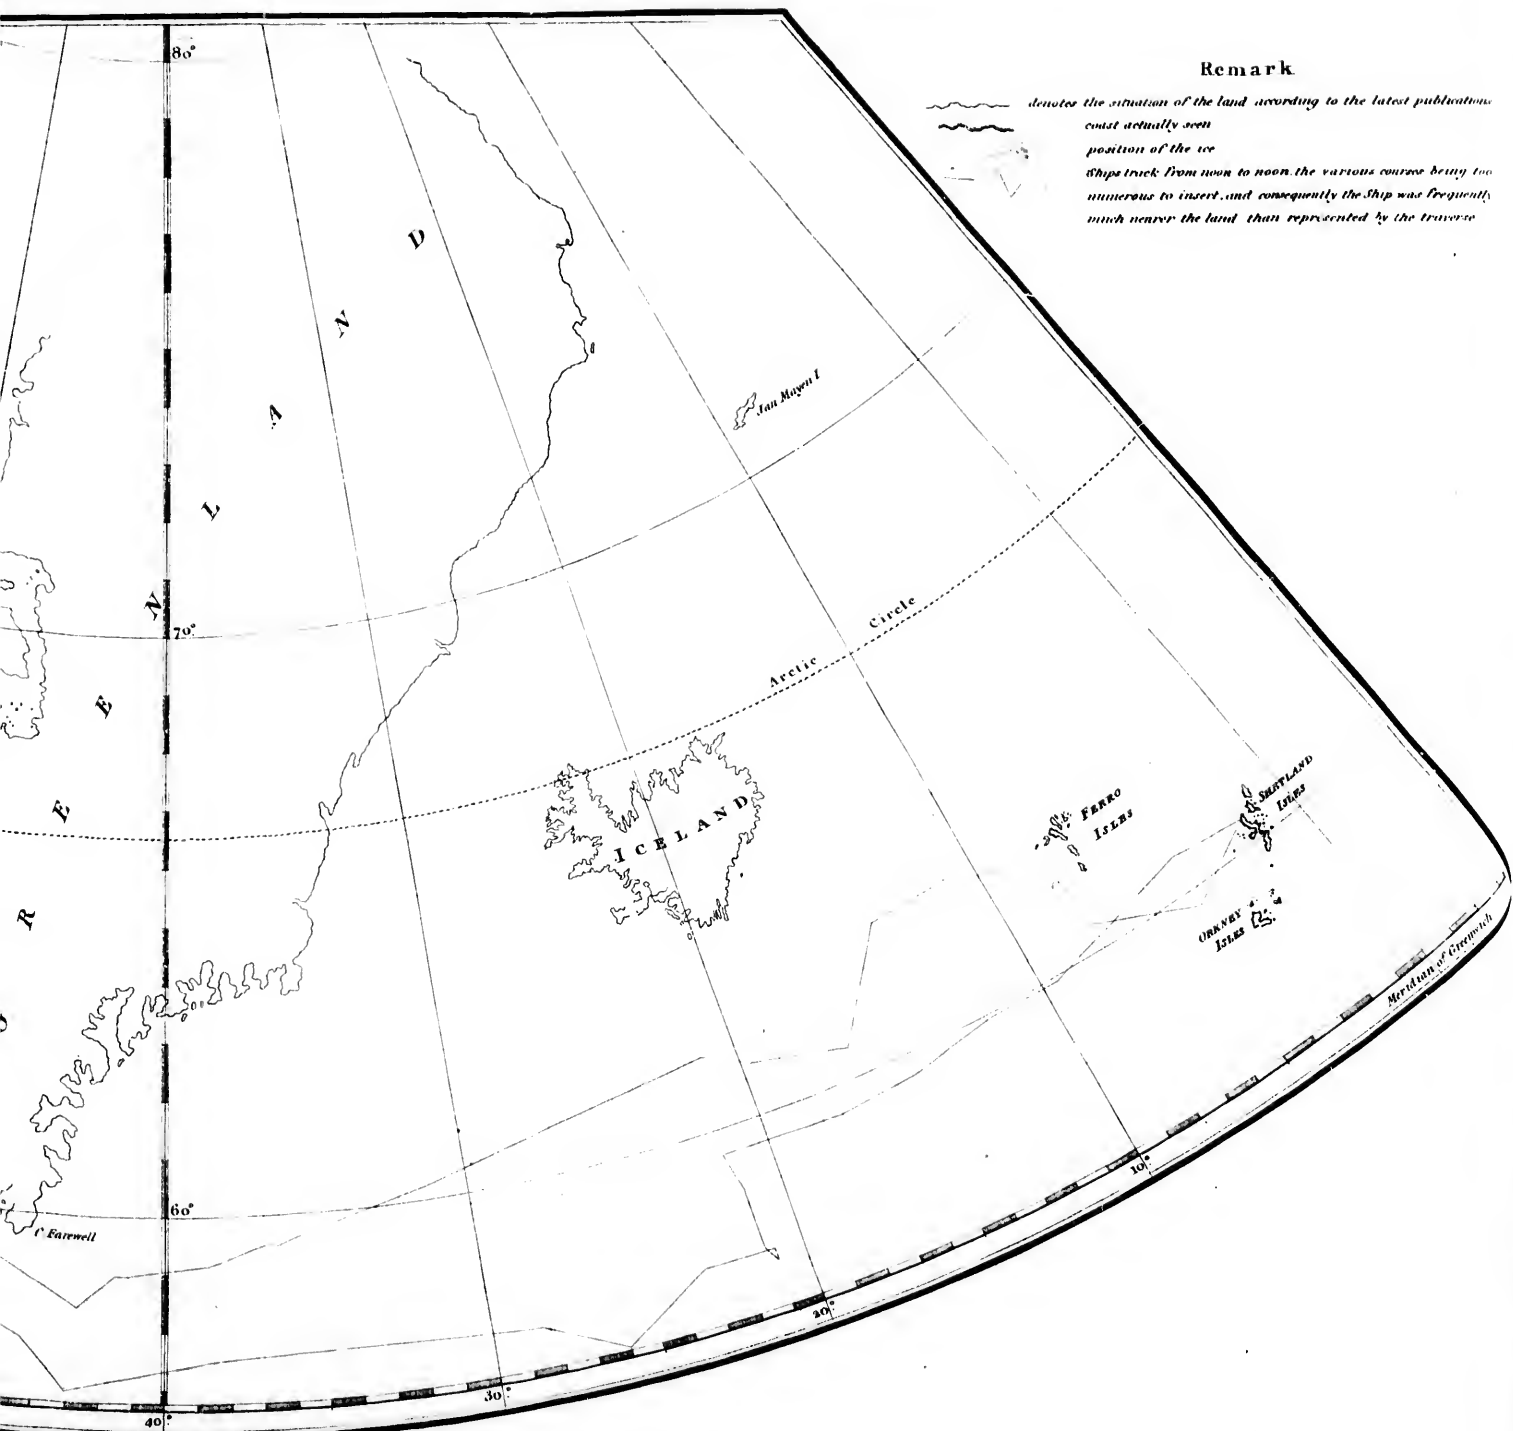 80°
Remark
denotes the situation of the land according to the latest publications
coast actually seen
position of the ice
Ships track from noon to noon, the various courses being too
numerous to insert, and consequently the Ship was frequently
much nearer the land than represented by the traverse
GREENLAND
Jan Mayen I
70°
Arctic Circle
ICELAND
FERRO
ISLES
SHETLAND
ISLES
ORKNEY
ISLES
Meridian of Greenwich
60°
C. Farewell
10°
20°
30°
40°